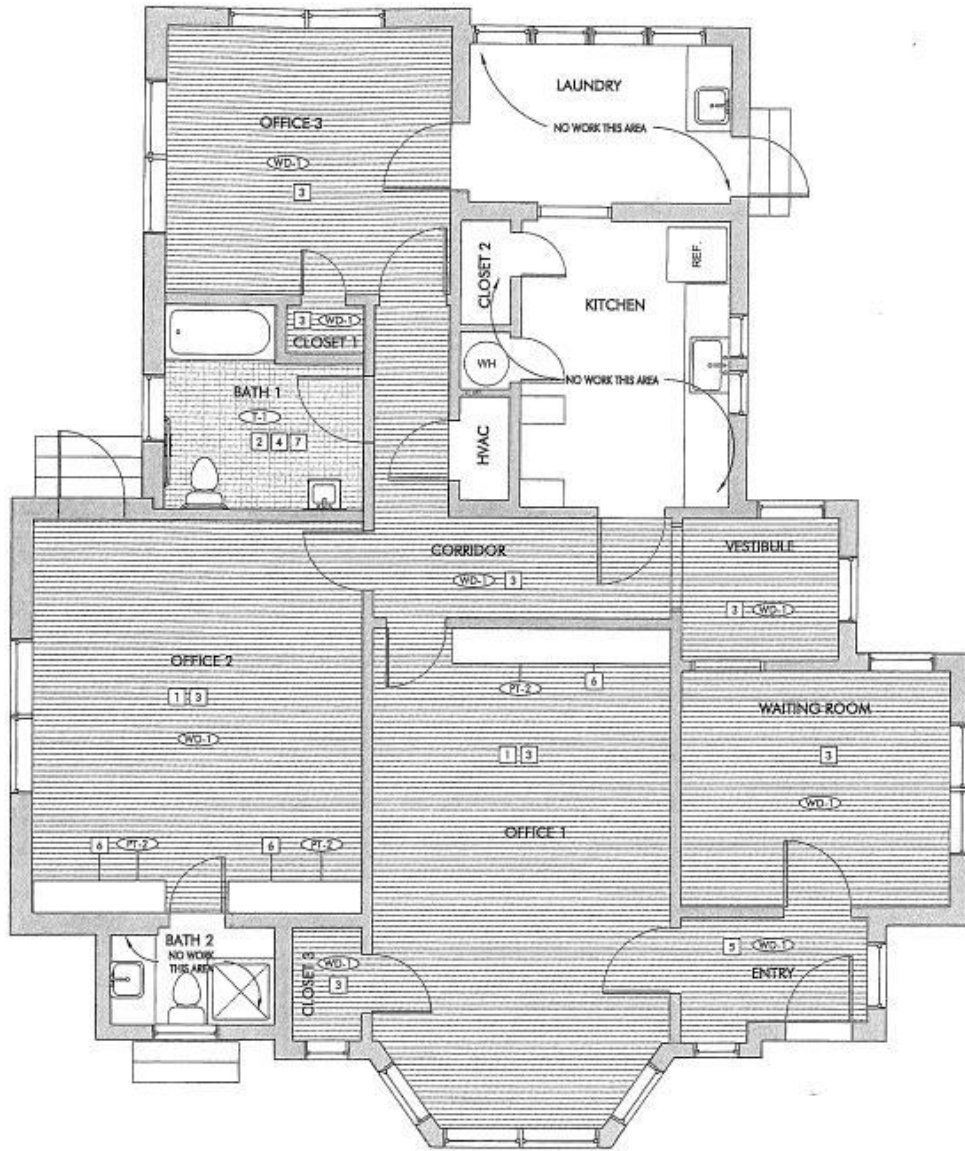 LAUNDRY
NO WORK THIS AREA
OFFICE 3
WD-1
3
CLOSET 2
REF.
KITCHEN
3 WD-1
CLOSET 1
WH
NO WORK THIS AREA
BATH 1
T-1
2 4 7
HVAC
CORRIDOR
WD-1 3
VESTIBULE
3 WD-1
OFFICE 2
1 3
WD-1
PT-2 6
WAITING ROOM
3
WD-1
1 3
OFFICE 1
6 PT-2 6 PT-2
BATH 2
NO WORK
THIS AREA
WD-1
3
CLOSET 3
5 WD-1
ENTRY